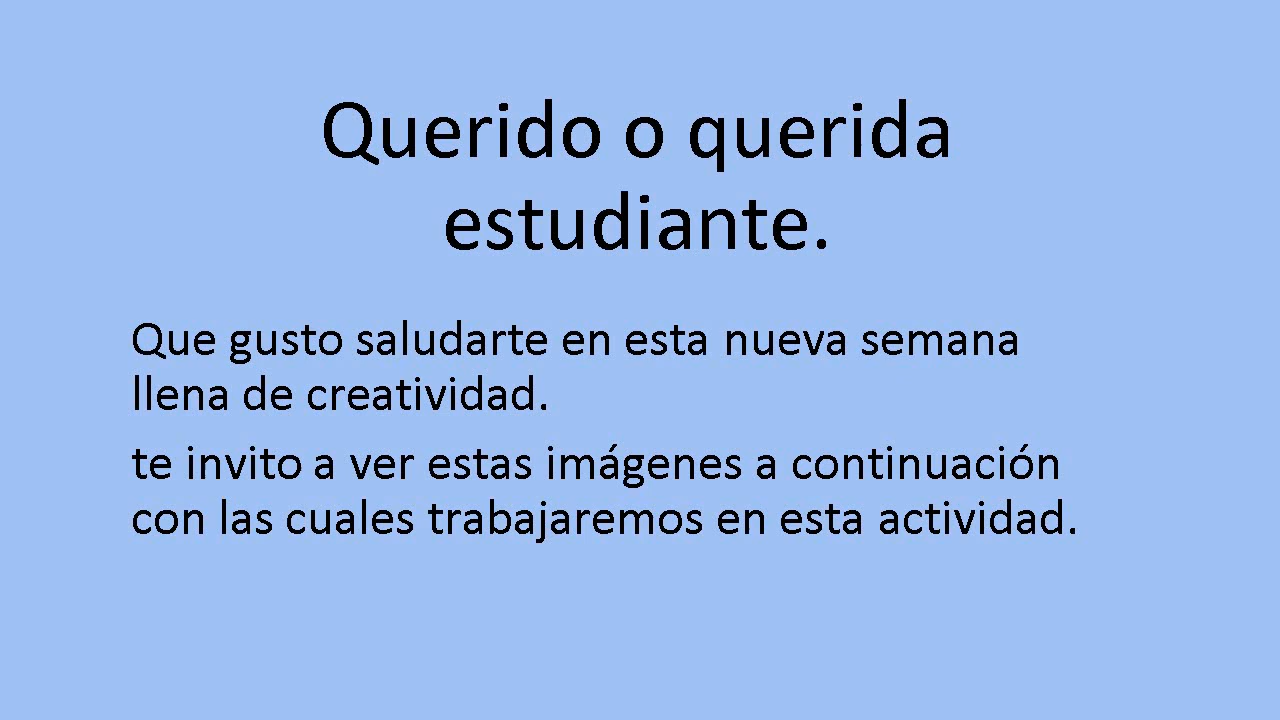 Querido o querida
estudiante.
Que gusto saludarte en esta nueva semana
llena de creatividad.
te invito a ver estas imágenes a continuación
con las cuales trabajaremos en esta actividad.